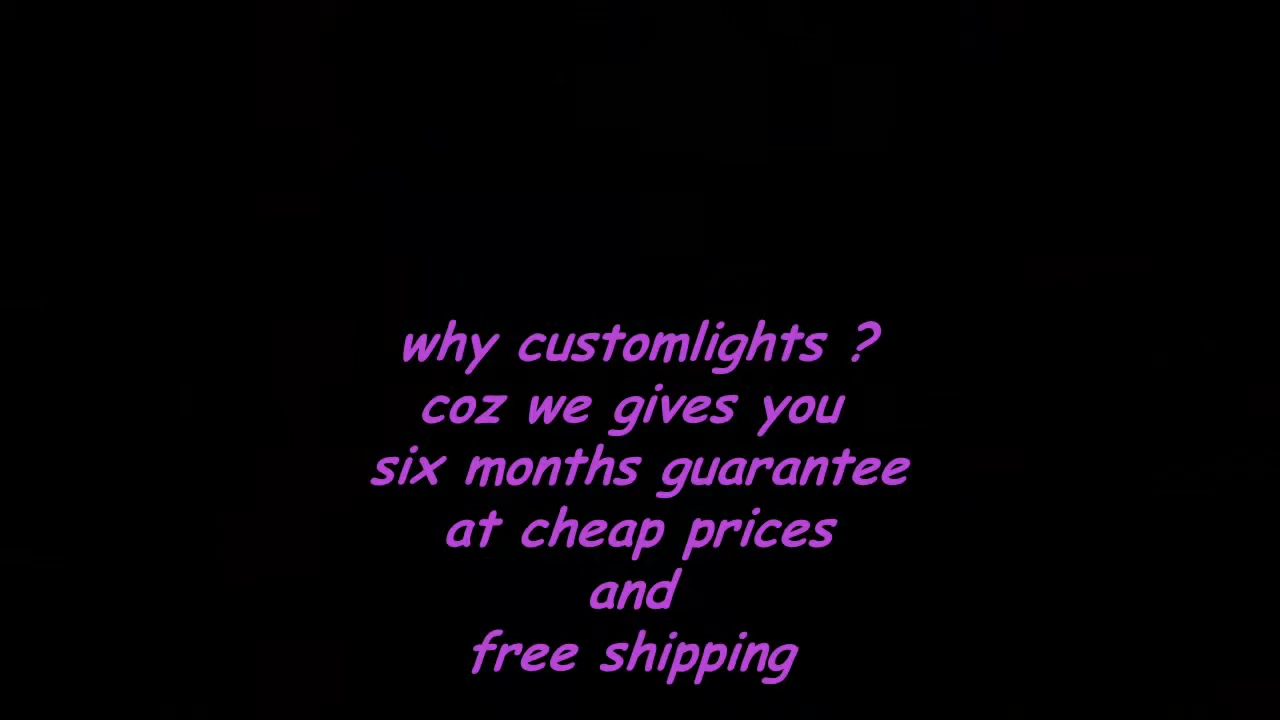 why customlights ?
coz we gives you
six months guarantee
at cheap prices
and
free shipping